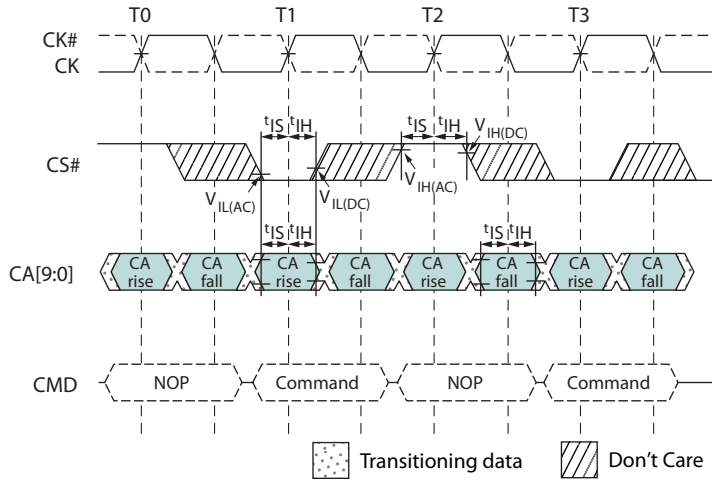 T0 T1 T2 T3
CK#
CK
tIS tIH tIS tIH VIH(DC)
CS#
VIL(AC) VIL(DC) VIH(AC)
tIS tIH tIS tIH
CA[9:0] CA rise CA fall CA rise CA fall CA rise CA fall CA rise CA fall
CMD NOP Command NOP Command
Transitioning data Don't Care